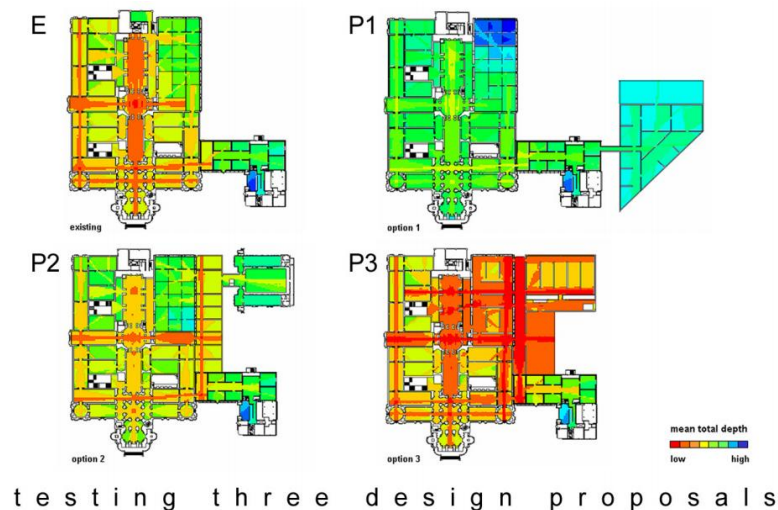 E
P1
existing
option 1
P2
P3
option 2
option 3
mean total depth
low high
testing three design proposals